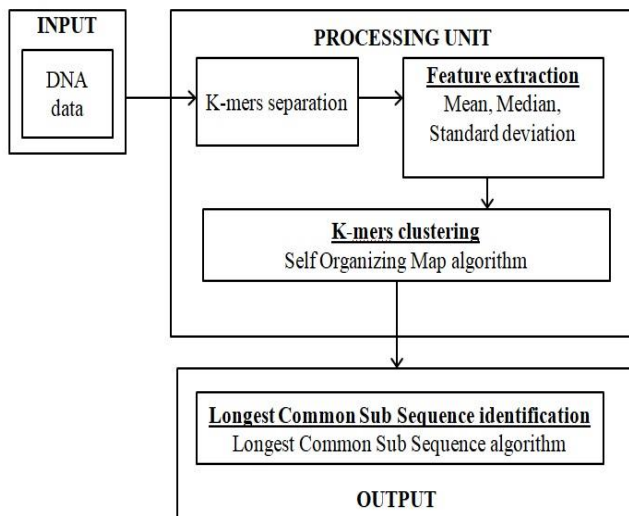 INPUT
DNA
data
PROCESSING UNIT
K-mers separation
Feature extraction
Mean, Median,
Standard deviation
K-mers clustering
Self Organizing Map algorithm
Longest Common Sub Sequence identification
Longest Common Sub Sequence algorithm
OUTPUT